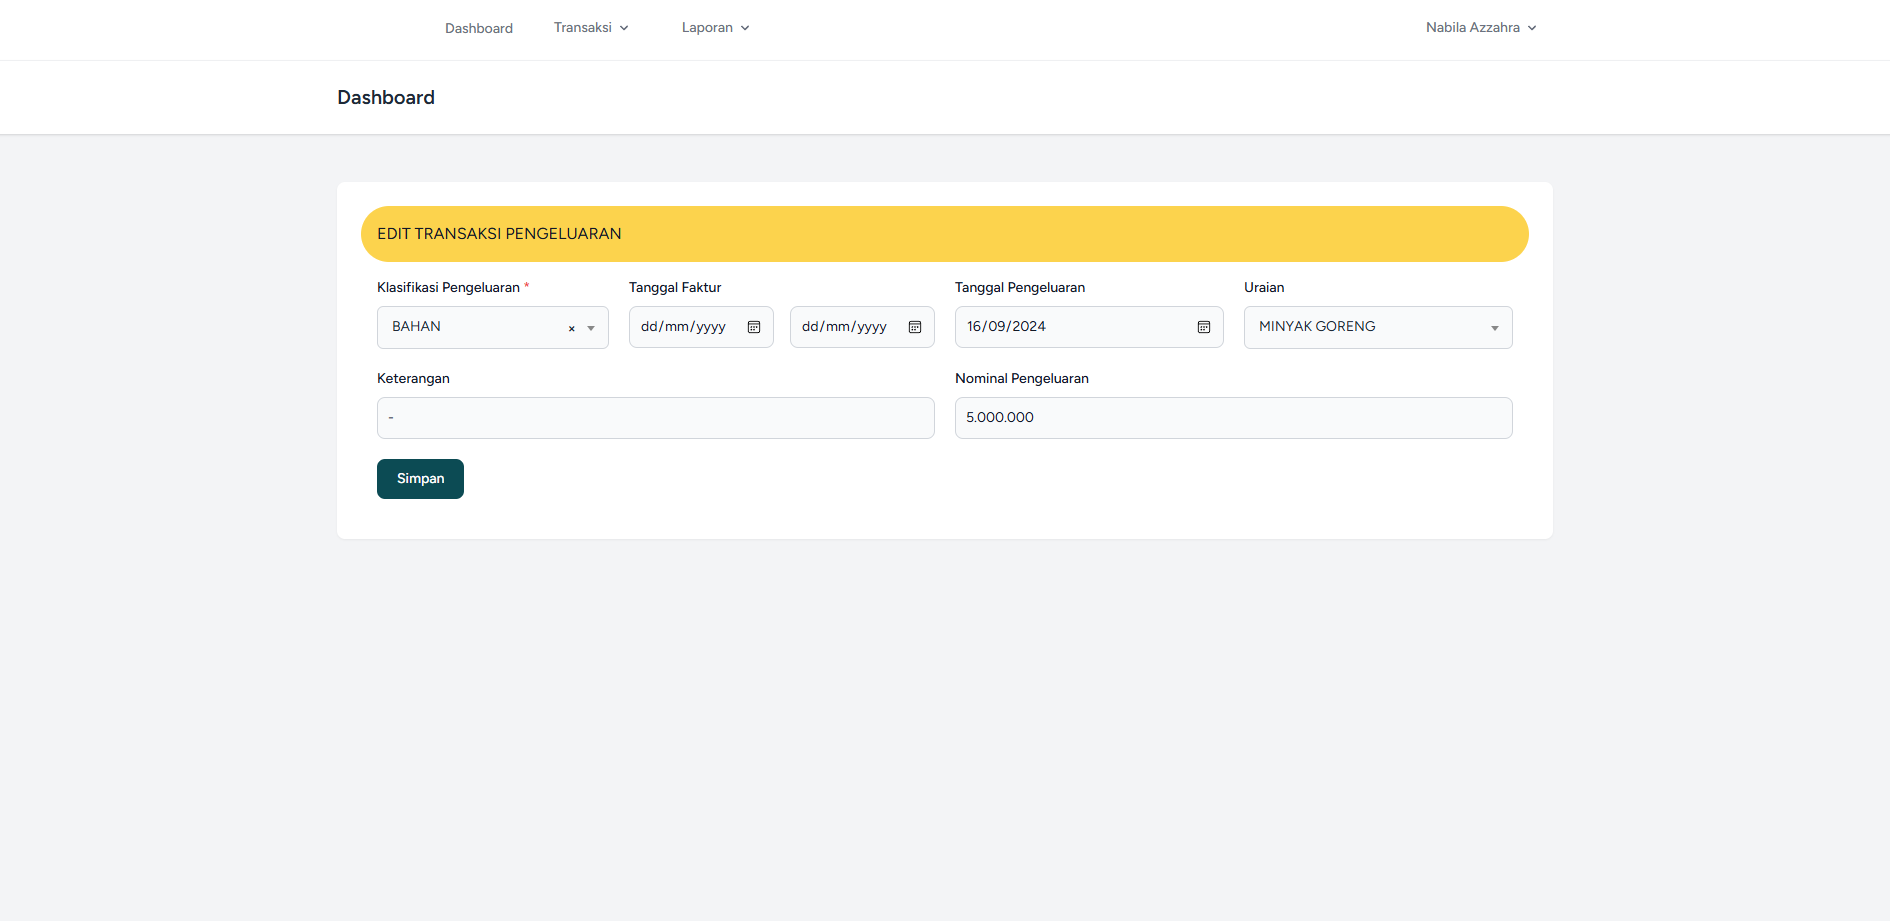 Dashboard Transaksi Laporan Nabila Azzahra
Dashboard
EDIT TRANSAKSI PENGELUARAN
Klasifikasi Pengeluaran * Tanggal Faktur Tanggal Pengeluaran Uraian
BAHAN × dd/mm/yyyy dd/mm/yyyy 16/09/2024 MINYAK GORENG
Keterangan Nominal Pengeluaran
- 5.000.000
Simpan